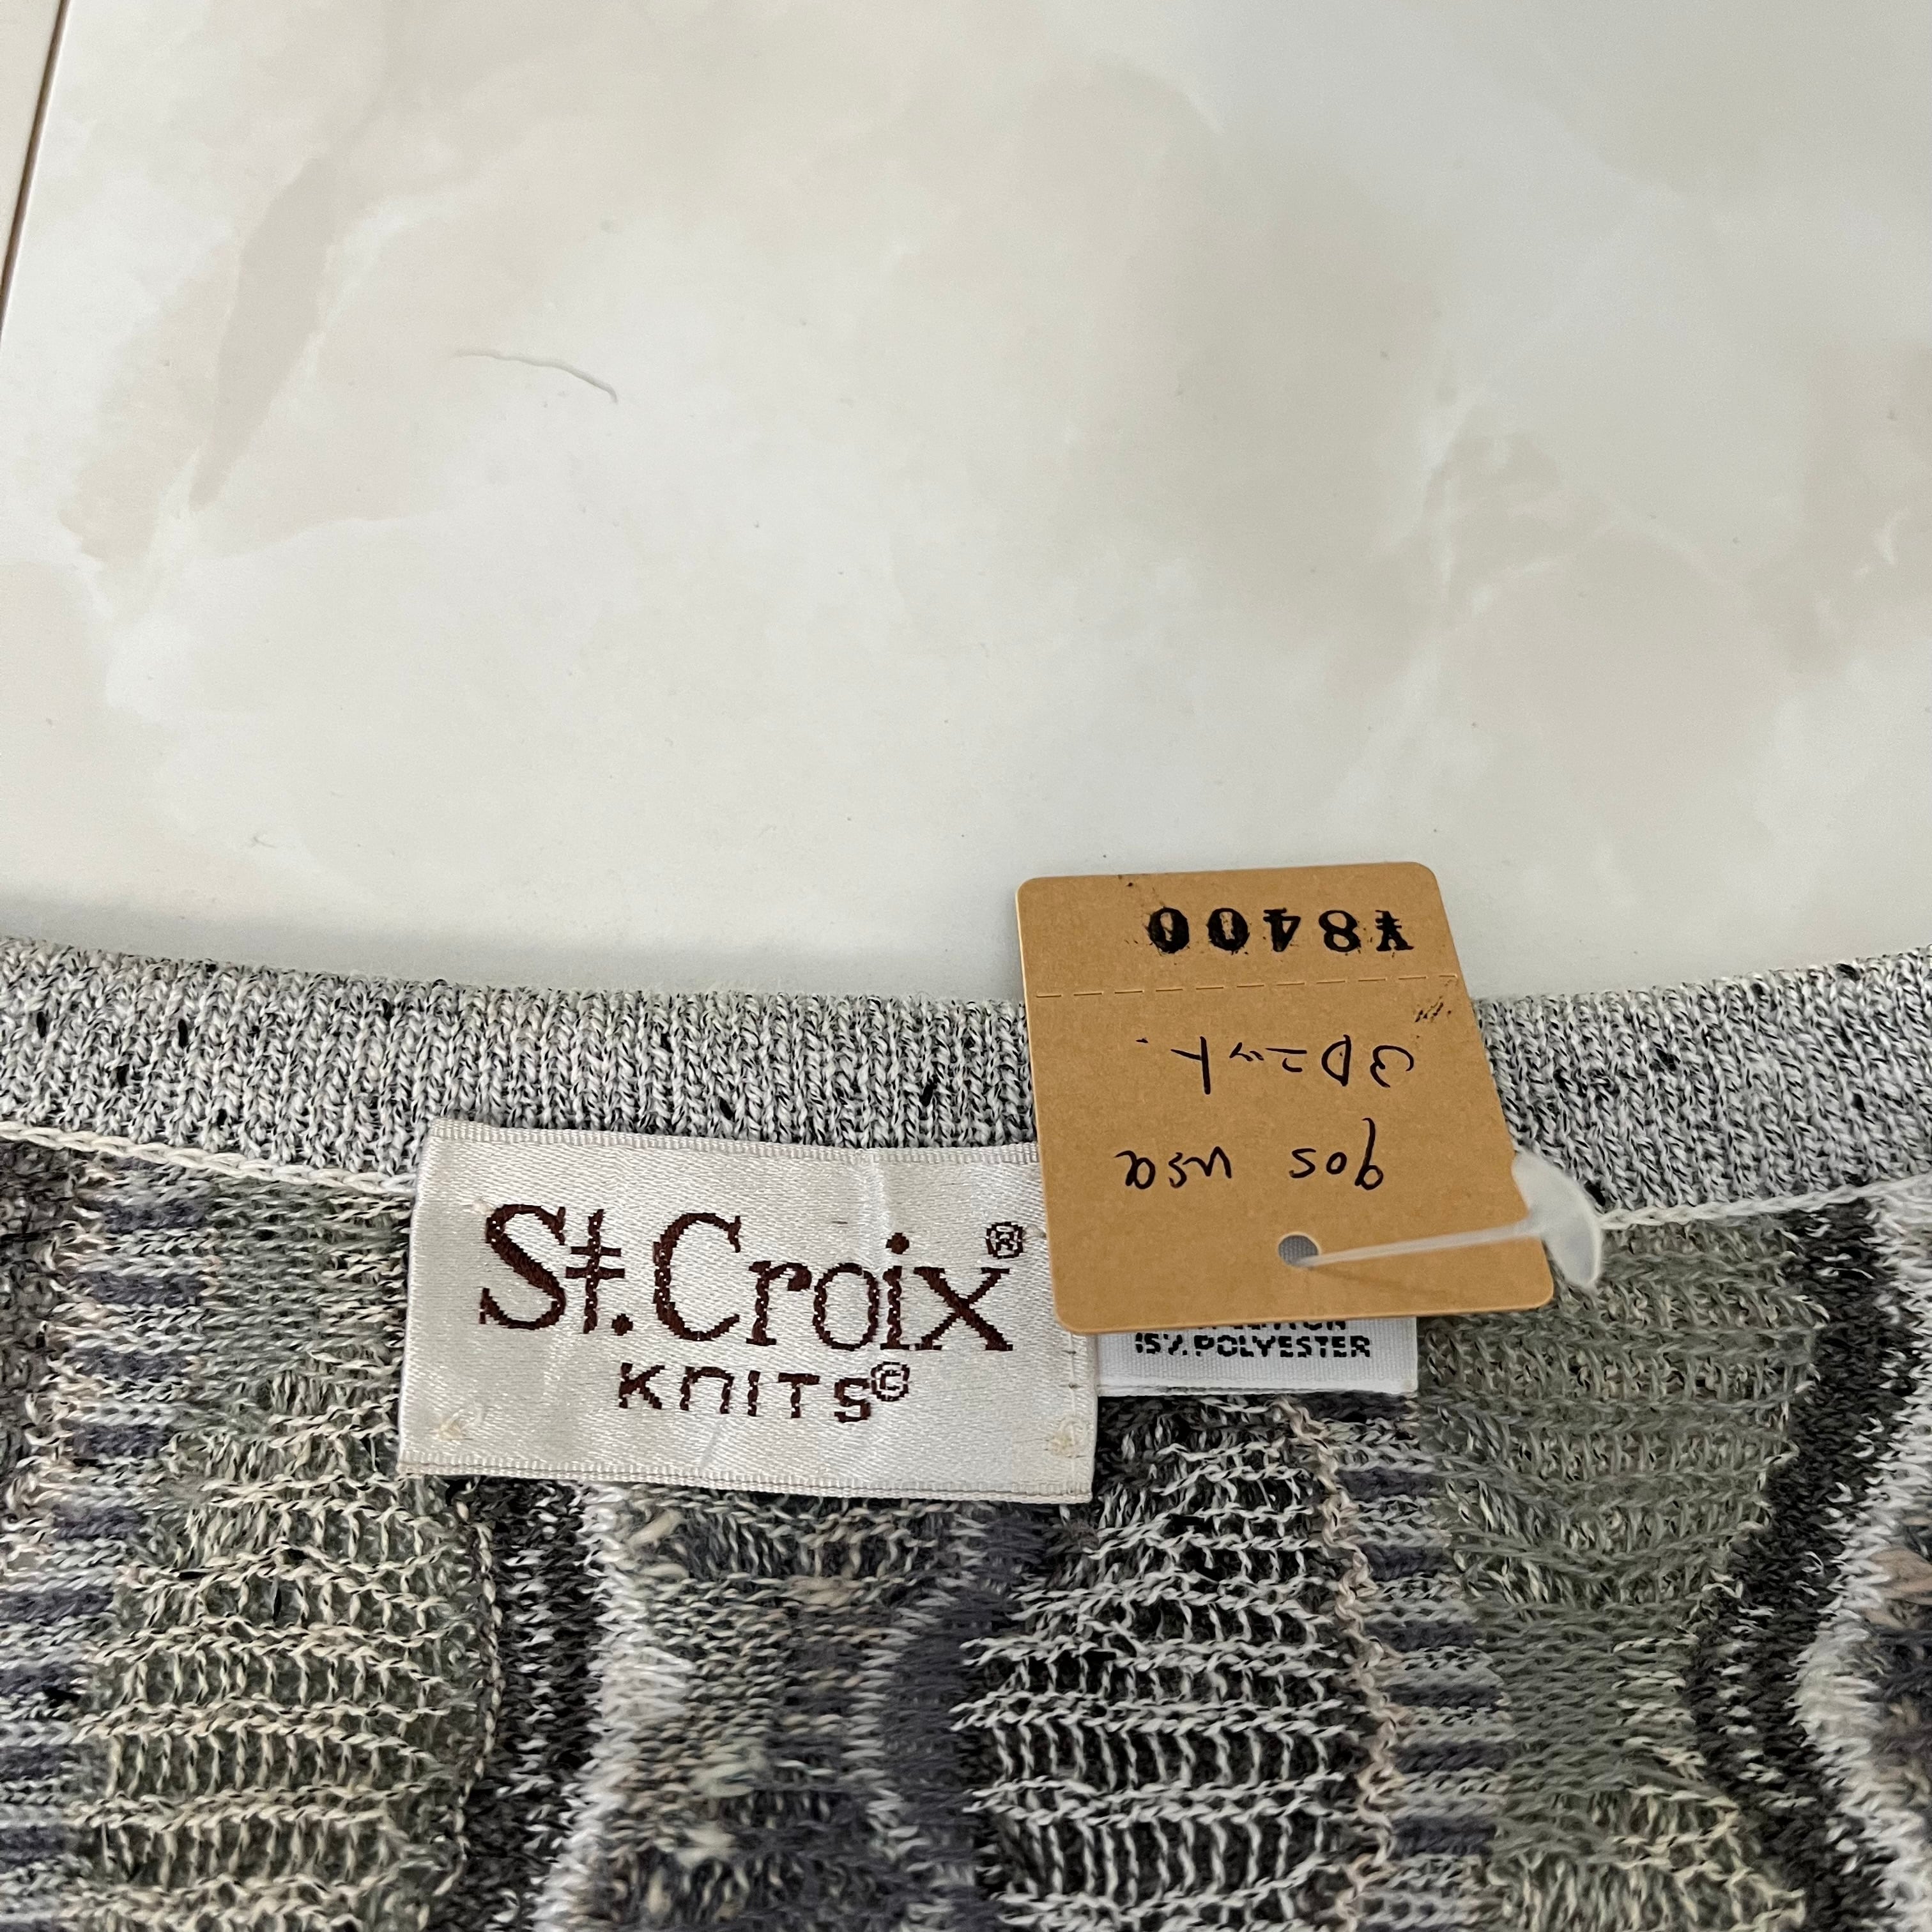 St.Croix®
KNITS©
90s usa
3Dニット.
¥8400
15% POLYESTER